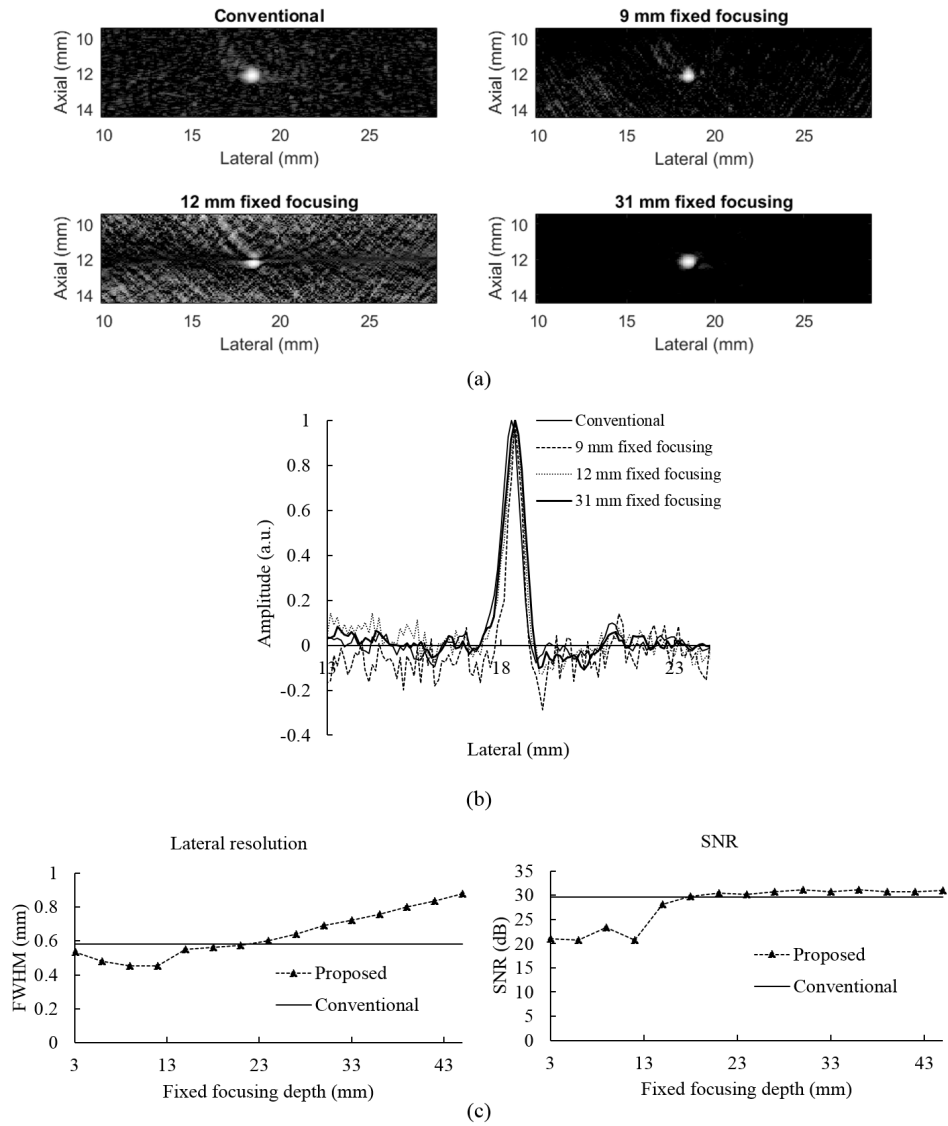 Conventional
Axial (mm)
10
12
14
10 15 20 25
Lateral (mm)
9 mm fixed focusing
Axial (mm)
10
12
14
10 15 20 25
Lateral (mm)
12 mm fixed focusing
Axial (mm)
10
12
14
10 15 20 25
Lateral (mm)
31 mm fixed focusing
Axial (mm)
10
12
14
10 15 20 25
Lateral (mm)
(a)
Amplitude (a.u.)
1
0.8
0.6
0.4
0.2
0
-0.2
-0.4
13 18 23
Lateral (mm)
Conventional
9 mm fixed focusing
12 mm fixed focusing
31 mm fixed focusing
(b)
Lateral resolution
FWHM (mm)
1
0.8
0.6
0.4
0.2
0
3 13 23 33 43
Fixed focusing depth (mm)
Proposed
Conventional
SNR
SNR (dB)
35
30
25
20
15
10
5
0
3 13 23 33 43
Fixed focusing depth (mm)
Proposed
Conventional
(c)